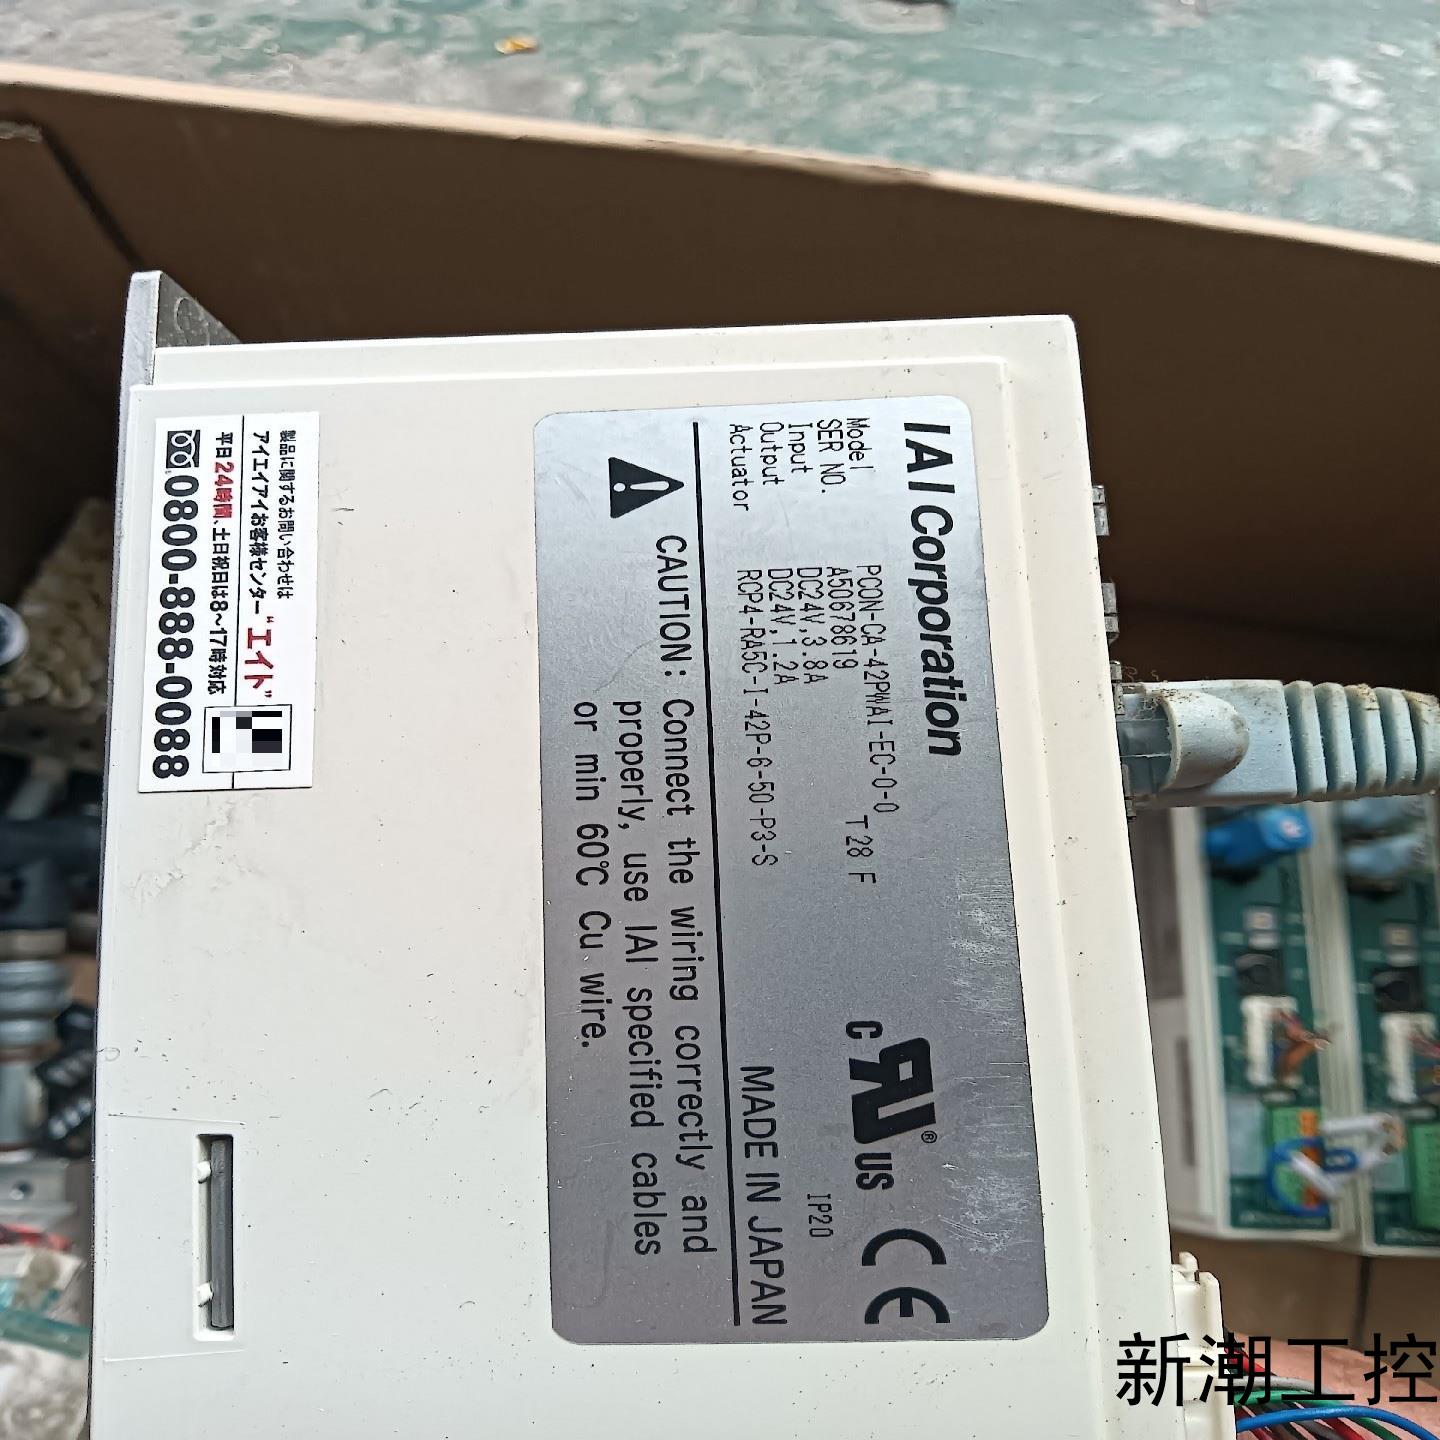 IAI Corporation
Model PCON-CA-42PWAI-EC-0-0
SER NO. A50678619 T28F
Input DC24V,3.8A
Output DC24V,1.2A
Actuator RCP4-RA5C-I-42P-6-50-P3-S
c RU® US
CE
IP20
MADE IN JAPAN
CAUTION: Connect the wiring correctly and
properly, use IAI specified cables
or min 60℃ Cu wire.
製品に関するお問い合わせは
アイエイアイお客様センター“エイト”
平日24時間、土日祝日は8〜17時対応
0800-888-0088
新潮工控